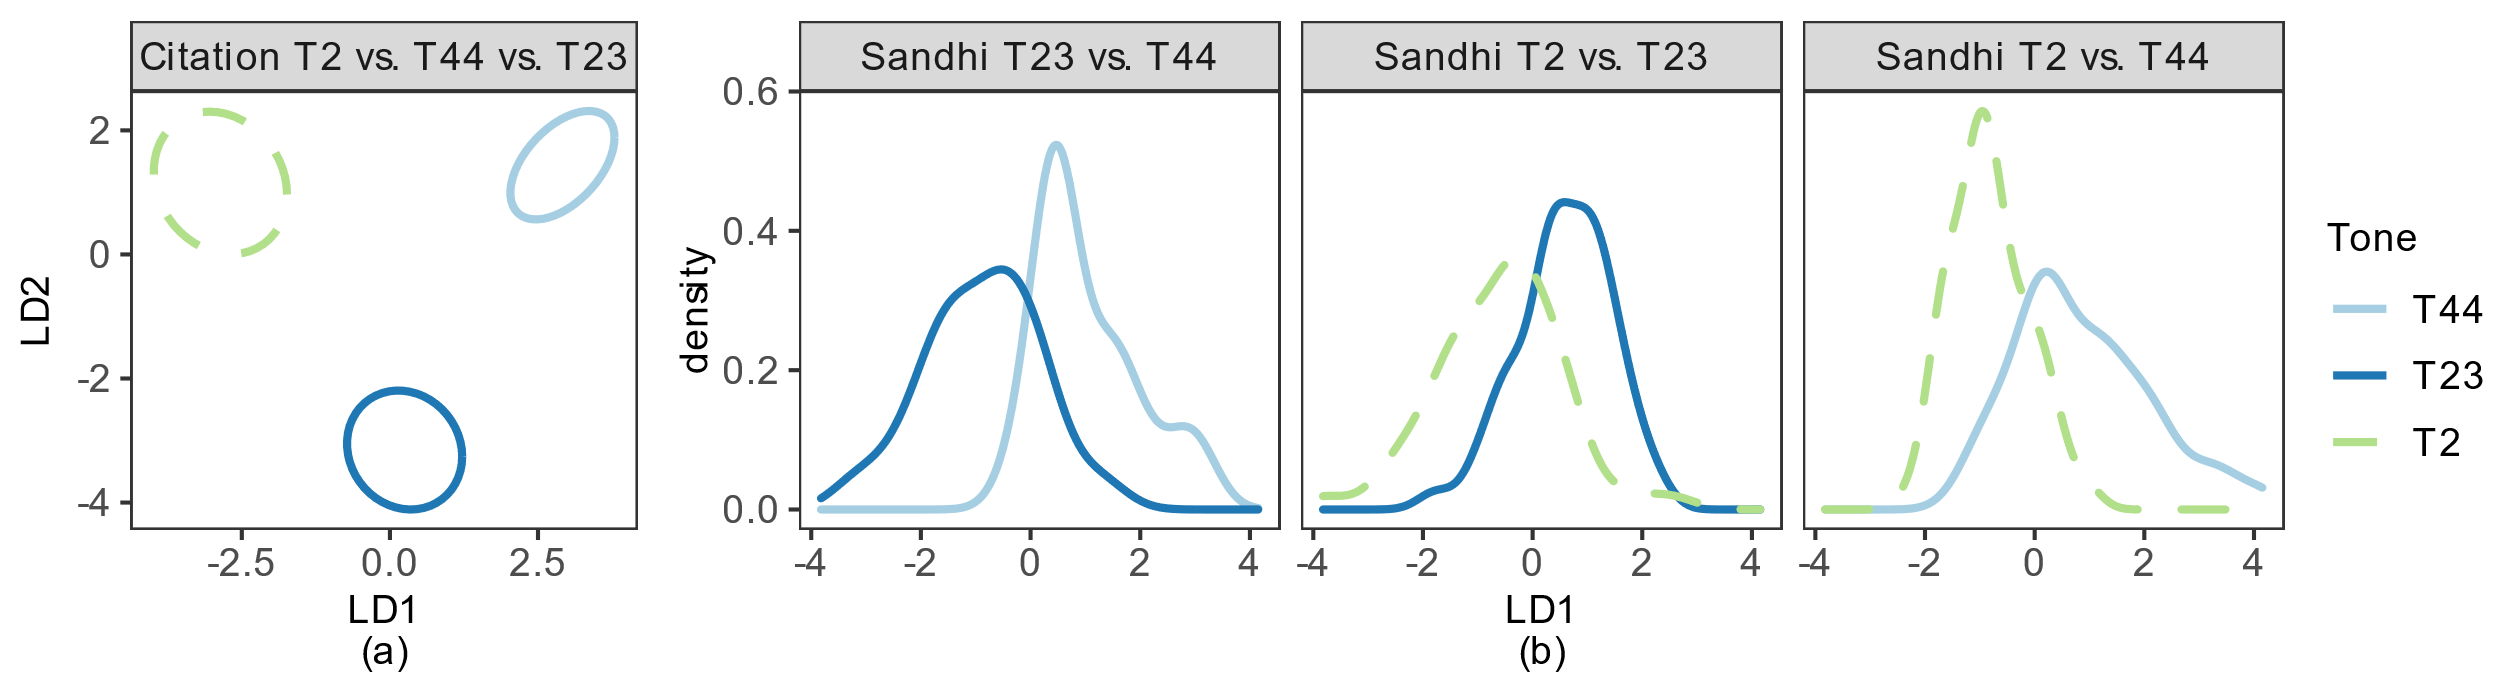 Citation T2 vs. T44 vs. T23
2
0
-2
-4
LD2
-2.5 0.0 2.5
LD1
(a)
Sandhi T23 vs. T44 Sandhi T2 vs. T23 Sandhi T2 vs. T44
0.6
0.4
0.2
0.0
density
-4 -2 0 2 4 -4 -2 0 2 4 -4 -2 0 2 4
LD1
(b)
Tone
T44
T23
T2